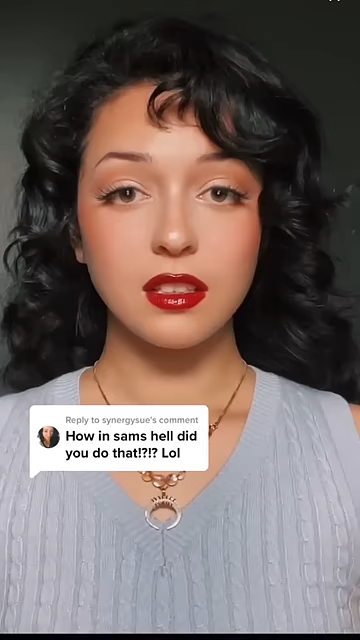 Reply to synergysue's comment
How in sams hell did
you do that!?!? Lol